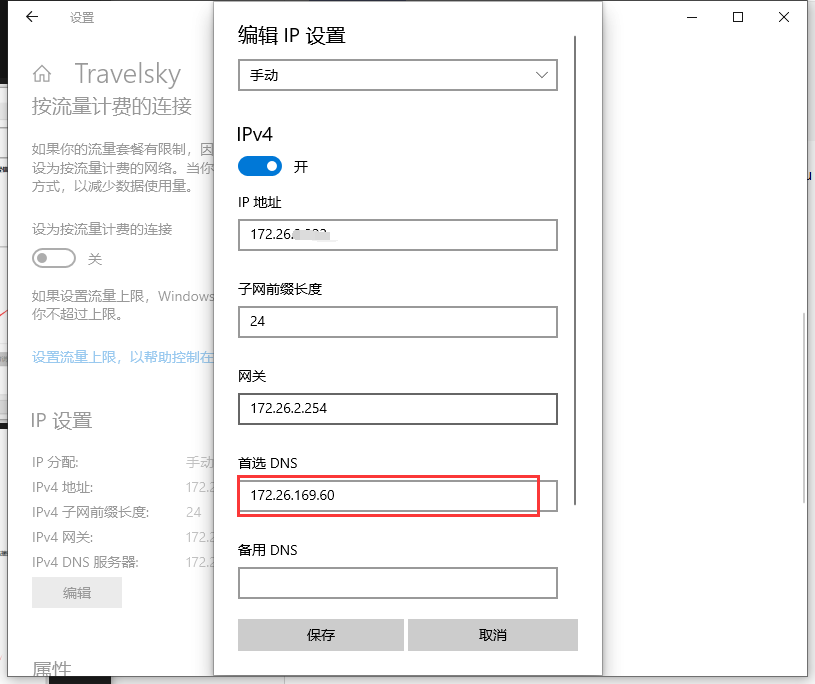 设置
Travelsky
按流量计费的连接
如果你的流量套餐有限制，因
设为按流量计费的网络。当你
方式，以减少数据使用量。
设为按流量计费的连接
关
如果设置流量上限，Windows
你不超过上限。
设置流量上限，以帮助控制在
IP 设置
IP 分配:
手动
IPv4 地址:
172.2
IPv4 子网前缀长度:
24
IPv4 网关:
172.2
IPv4 DNS 服务器:
172.2
编辑
属性
编辑 IP 设置
手动
IPv4
开
IP 地址
172.26.
子网前缀长度
24
网关
172.26.2.254
首选 DNS
172.26.169.60
备用 DNS
保存
取消